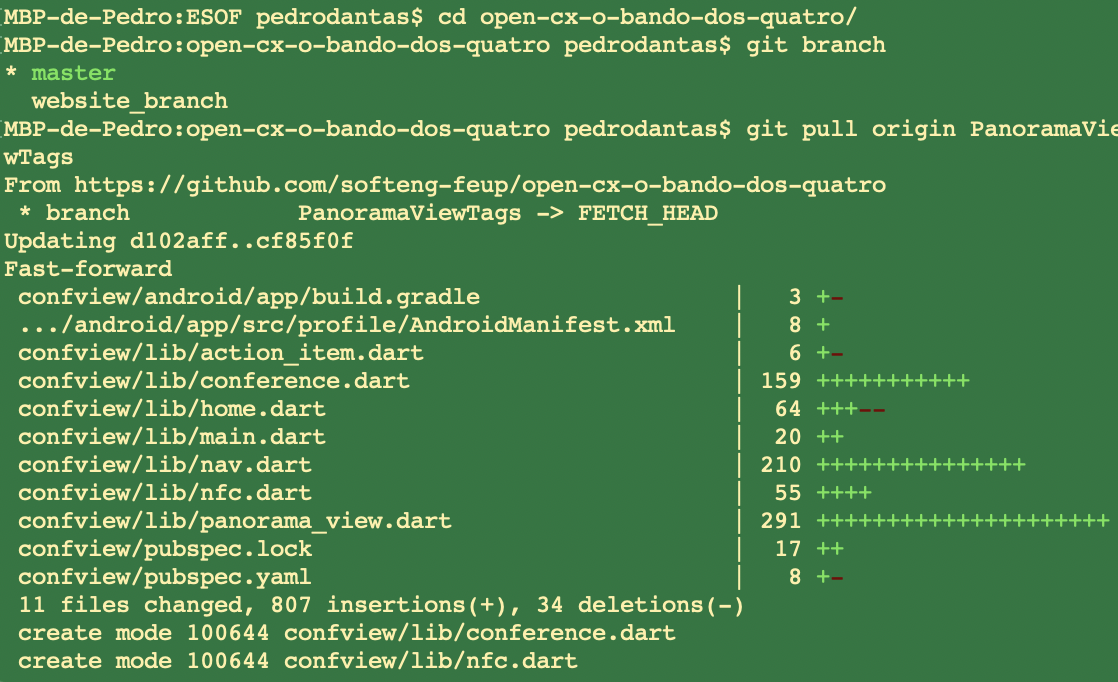 [MBP-de-Pedro:ESOF pedrodantas$ cd open-cx-o-bando-dos-quatro/
[MBP-de-Pedro:open-cx-o-bando-dos-quatro pedrodantas$ git branch
* master
  website_branch
[MBP-de-Pedro:open-cx-o-bando-dos-quatro pedrodantas$ git pull origin PanoramaVie
wTags
From https://github.com/softeng-feup/open-cx-o-bando-dos-quatro
 * branch            PanoramaViewTags -> FETCH_HEAD
Updating d102aff..cf85f0f
Fast-forward
 confview/android/app/build.gradle                  |   3 +-
 .../android/app/src/profile/AndroidManifest.xml    |   8 +
 confview/lib/action_item.dart                      |   6 +-
 confview/lib/conference.dart                       | 159 +++++++++++
 confview/lib/home.dart                             |  64 +++--
 confview/lib/main.dart                             |  20 ++
 confview/lib/nav.dart                              | 210 +++++++++++++++
 confview/lib/nfc.dart                              |  55 ++++
 confview/lib/panorama_view.dart                    | 291 +++++++++++++++++++++
 confview/pubspec.lock                              |  17 ++
 confview/pubspec.yaml                              |   8 +-
 11 files changed, 807 insertions(+), 34 deletions(-)
 create mode 100644 confview/lib/conference.dart
 create mode 100644 confview/lib/nfc.dart